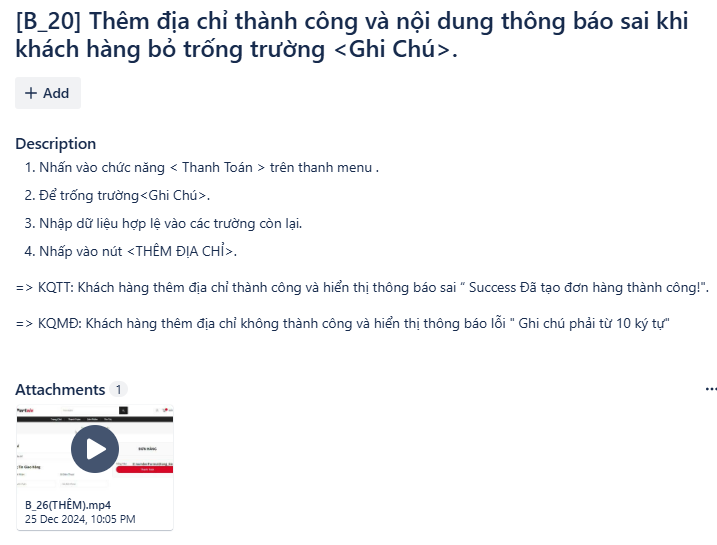 [B_20] Thêm địa chỉ thành công và nội dung thông báo sai khi
khách hàng bỏ trống trường <Ghi Chú>.
+ Add
Description
1. Nhấn vào chức năng < Thanh Toán > trên thanh menu .
2. Để trống trường<Ghi Chú>.
3. Nhập dữ liệu hợp lệ vào các trường còn lại.
4. Nhấp vào nút <THÊM ĐỊA CHỈ>.
=> KQTT: Khách hàng thêm địa chỉ thành công và hiển thị thông báo sai “ Success Đã tạo đơn hàng thành công!".
=> KQMĐ: Khách hàng thêm địa chỉ không thành công và hiển thị thông báo lỗi " Ghi chú phải từ 10 ký tự"
Attachments 1
ĐƠN HÀNG
B_26(THÊM).mp4
25 Dec 2024, 10:05 PM